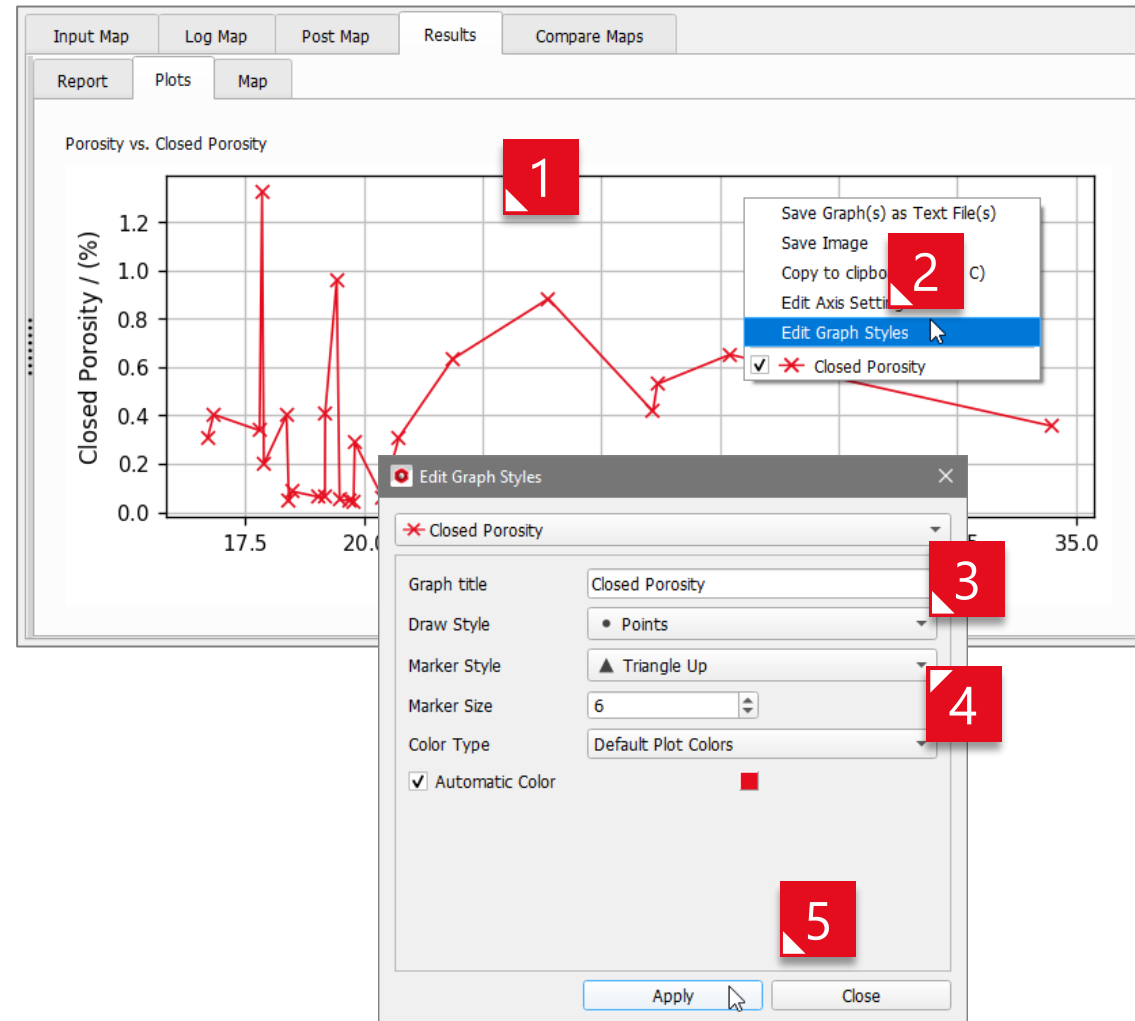 Input Map Log Map Post Map Results Compare Maps
Report Plots Map
Porosity vs. Closed Porosity
1
Save Graph(s) as Text File(s)
Save Image
2
Copy to C)
Edit Axis
Edit Graph Styles
Closed Porosity
Closed Porosity / (%)
1.2
1.0
0.8
0.6
0.4
0.2
0.0
17.5 35.0
Edit Graph Styles
Closed Porosity
3
Graph title Closed Porosity
Draw Style Points
Marker Style Triangle Up
4
Marker Size 6
Color Type Default Plot Colors
Automatic Color
5
Apply Close